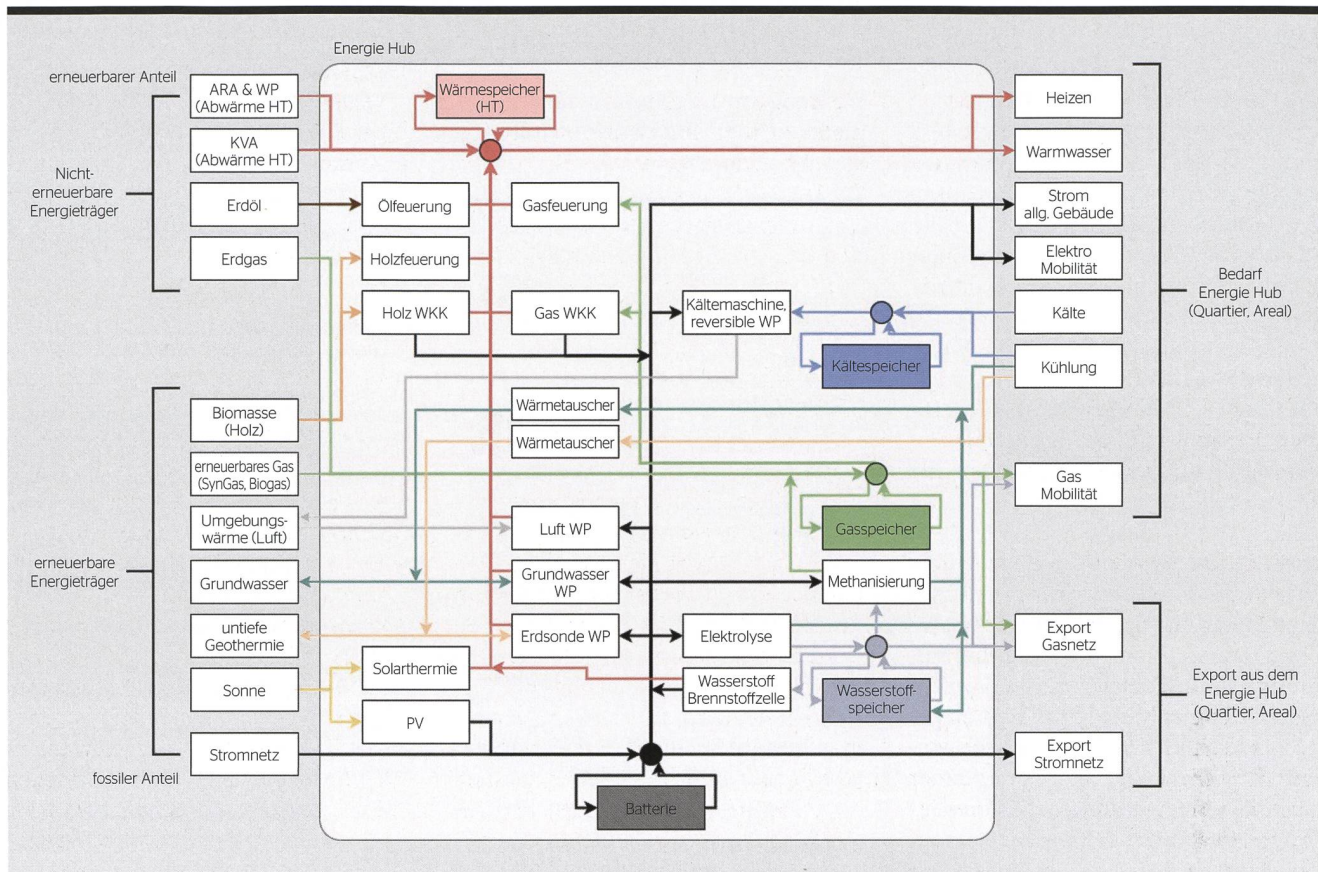 Energie Hub
erneuerbarer Anteil
ARA & WP
(Abwärme HT)
KVA
(Abwärme HT)
Nicht-
erneuerbare
Energieträger
Erdöl
Erdgas
Biomasse
(Holz)
erneuerbares Gas
(SynGas, Biogas)
Umgebungs-
wärme (Luft)
erneuerbare
Energieträger
Grundwasser
untiefe
Geothermie
Sonne
Stromnetz
fossiler Anteil
Wärmespeicher
(HT)
Ölfeuerung
Gasfeuerung
Holzfeuerung
Holz WKK
Gas WKK
Kältemaschine,
reversible WP
Kältespeicher
Wärmetauscher
Wärmetauscher
Gasspeicher
Luft WP
Grundwasser
WP
Methanisierung
Erdsonde WP
Elektrolyse
Solarthermie
Wasserstoff
Brennstoffzelle
Wasserstoff-
speicher
PV
Batterie
Heizen
Warmwasser
Strom
allg. Gebäude
Elektro
Mobilität
Kälte
Kühlung
Gas
Mobilität
Bedarf
Energie Hub
(Quartier, Areal)
Export
Gasnetz
Export
Stromnetz
Export aus dem
Energie Hub
(Quartier, Areal)